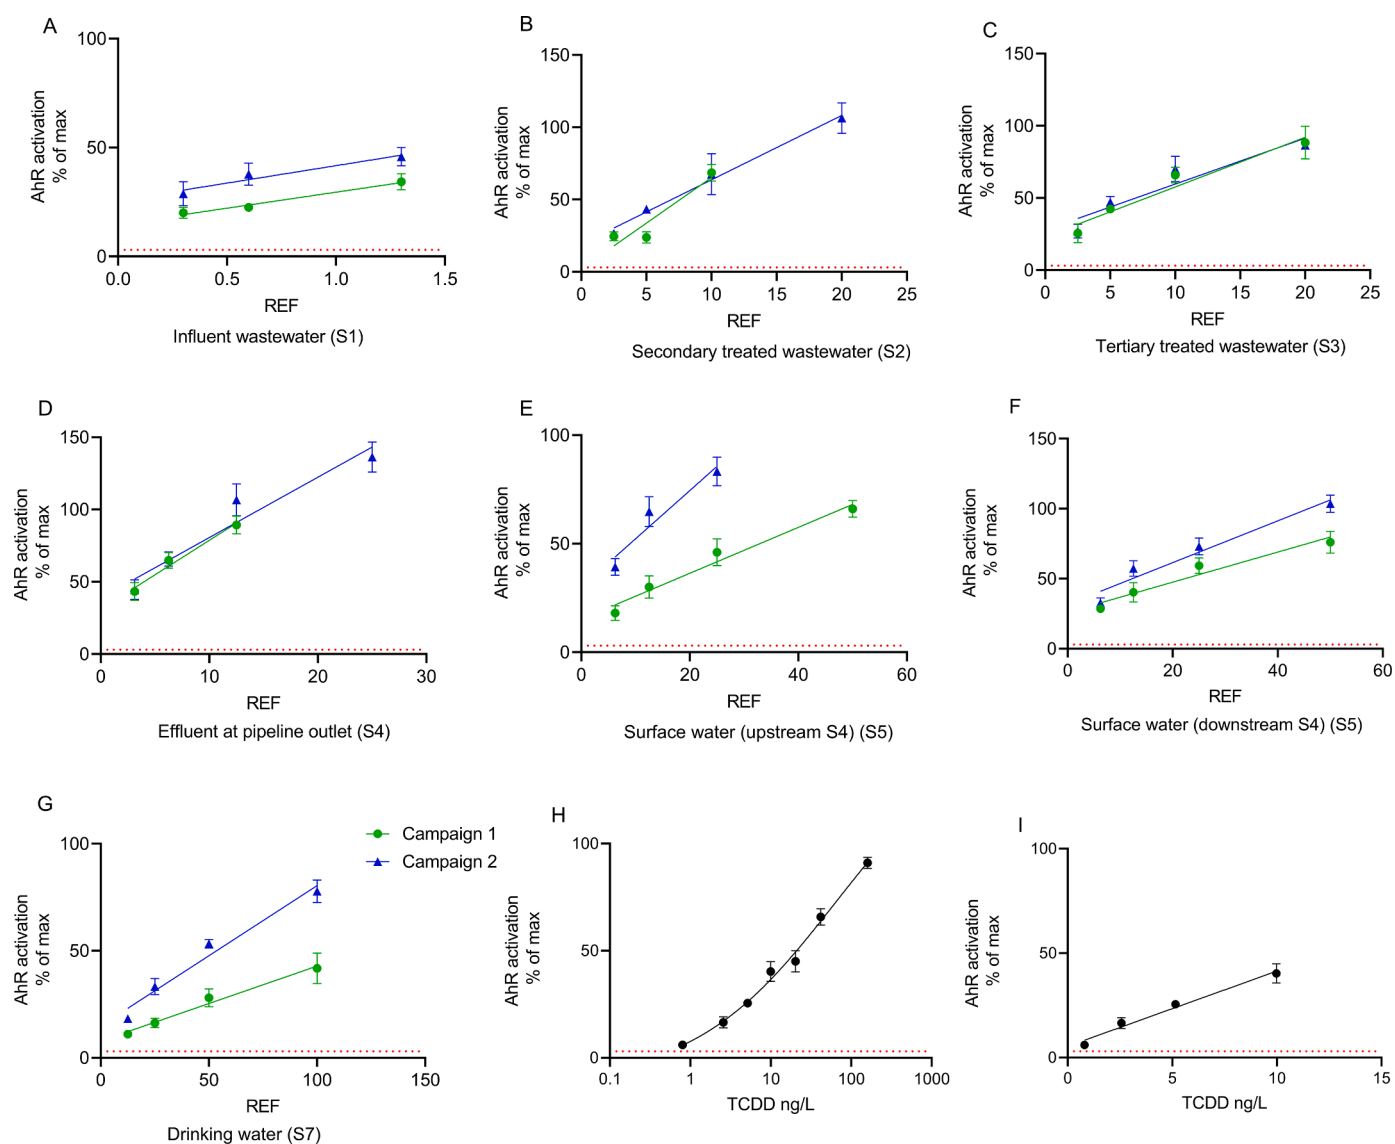 A
100
50
0
0.0
0.5
1.0
1.5
AhR activation
% of max
REF
Influent wastewater (S1)
B
150
100
50
0
0
5
10
15
20
25
AhR activation
% of max
REF
Secondary treated wastewater (S2)
C
150
100
50
0
0
5
10
15
20
25
AhR activation
% of max
REF
Tertiary treated wastewater (S3)
D
150
100
50
0
0
10
20
30
AhR activation
% of max
REF
Effluent at pipeline outlet (S4)
E
100
50
0
0
20
40
60
AhR activation
% of max
REF
Surface water (upstream S4) (S5)
F
150
100
50
0
0
20
40
60
AhR activation
% of max
REF
Surface water (downstream S4) (S5)
G
100
50
0
0
50
100
150
AhR activation
% of max
REF
Drinking water (S7)
Campaign 1
Campaign 2
H
100
50
0
0.1
1
10
100
1000
AhR activation
% of max
TCDD ng/L
I
100
50
0
0
5
10
15
AhR activation
% of max
TCDD ng/L